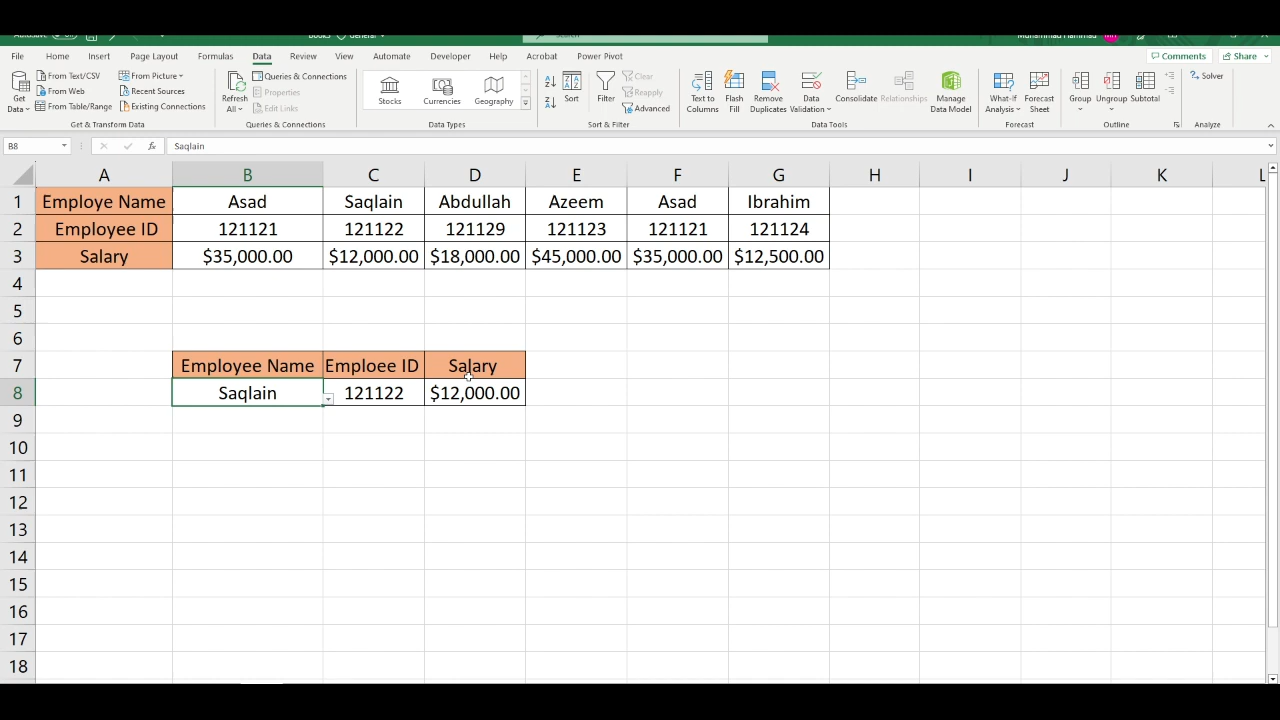 AutoSave Off Book5 General Search Muhammad Hammad MH
File Home Insert Page Layout Formulas Data Review View Automate Developer Help Acrobat Power Pivot Comments Share
Get Data From Text/CSV From Web From Table/Range From Picture Recent Sources Existing Connections
Refresh All Queries & Connections Properties Edit Links
Stocks Currencies Geography
Sort Filter Clear Reapply Advanced
Text to Columns Flash Fill Remove Duplicates Data Validation Consolidate Relationships Manage Data Model
What-If Analysis Forecast Sheet Group Ungroup Subtotal Solver
Get & Transform Data Queries & Connections Data Types Sort & Filter Data Tools Forecast Outline Analyze
B8 fx Saqlain
A B C D E F G H I J K L
1 Employe Name Asad Saqlain Abdullah Azeem Asad Ibrahim
2 Employee ID 121121 121122 121129 121123 121121 121124
3 Salary $35,000.00 $12,000.00 $18,000.00 $45,000.00 $35,000.00 $12,500.00
4
5
6
7 Employee Name Emploee ID Salary
8 Saqlain 121122 $12,000.00
9
10
11
12
13
14
15
16
17
18